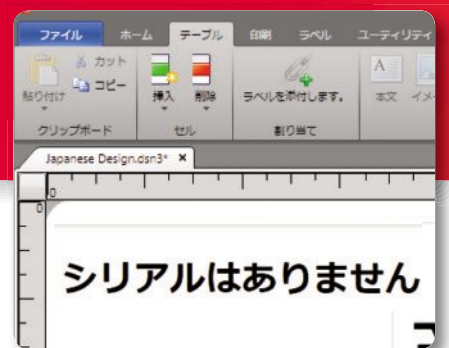 ファイル ホーム テーブル 印刷 ラベル ユーティリティ
カット
コピー
貼り付け 挿入 削除 ラベルを添付します。 A 本文 イメ
クリップボード セル 割り当て
Japanese Design.dsn3* ×
0
0
シリアルはありません